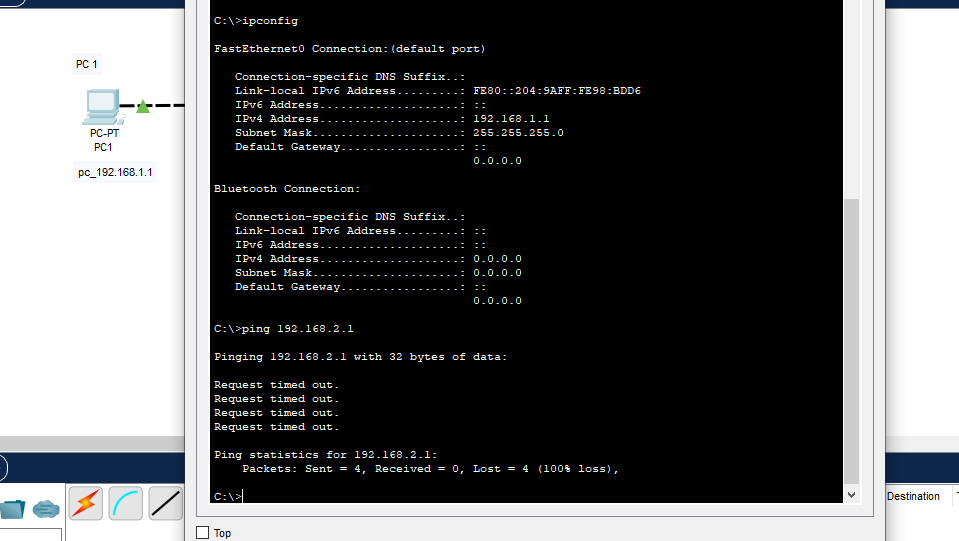 C:\>ipconfig
FastEthernet0 Connection:(default port)
Connection-specific DNS Suffix..:
Link-local IPv6 Address.........: FE80::204:9AFF:FE98:BDD6
IPv6 Address....................: ::
IPv4 Address....................: 192.168.1.1
Subnet Mask.....................: 255.255.255.0
Default Gateway.................: ::
0.0.0.0
Bluetooth Connection:
Connection-specific DNS Suffix..:
Link-local IPv6 Address.........: ::
IPv6 Address....................: ::
IPv4 Address....................: 0.0.0.0
Subnet Mask.....................: 0.0.0.0
Default Gateway.................: ::
0.0.0.0
C:\>ping 192.168.2.1
Pinging 192.168.2.1 with 32 bytes of data:
Request timed out.
Request timed out.
Request timed out.
Request timed out.
Ping statistics for 192.168.2.1:
Packets: Sent = 4, Received = 0, Lost = 4 (100% loss),
C:\>
PC 1
PC-PT
PC1
pc_192.168.1.1
Top
Destination